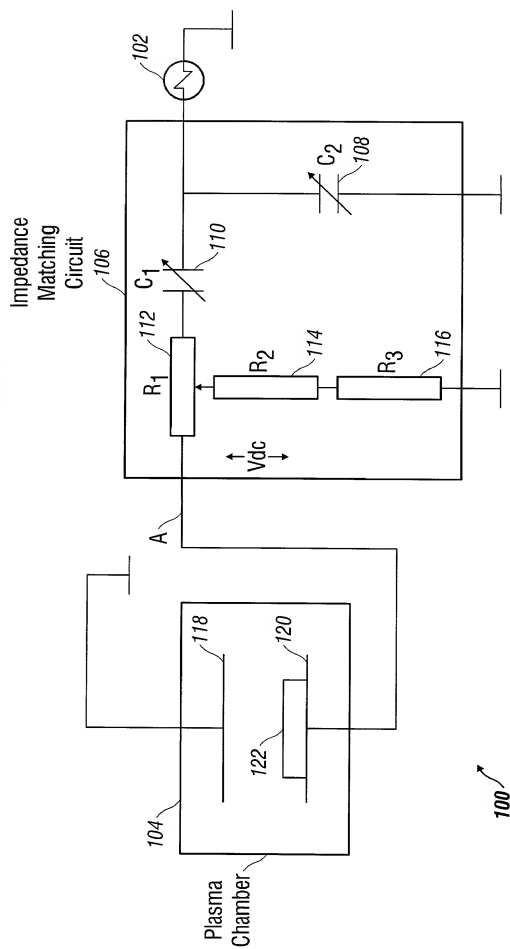 Plasma
Chamber
104
118
122
120
A
Impedance
Matching
Circuit
106
R1
112
C1
110
102
Vdc
R2
114
R3
116
C2
108
100